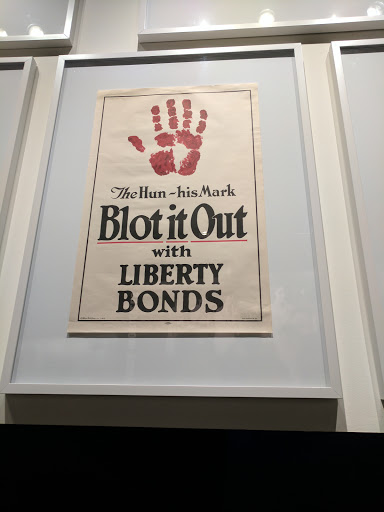 The Hun ~ his Mark
Blot it Out
with
LIBERTY
BONDS